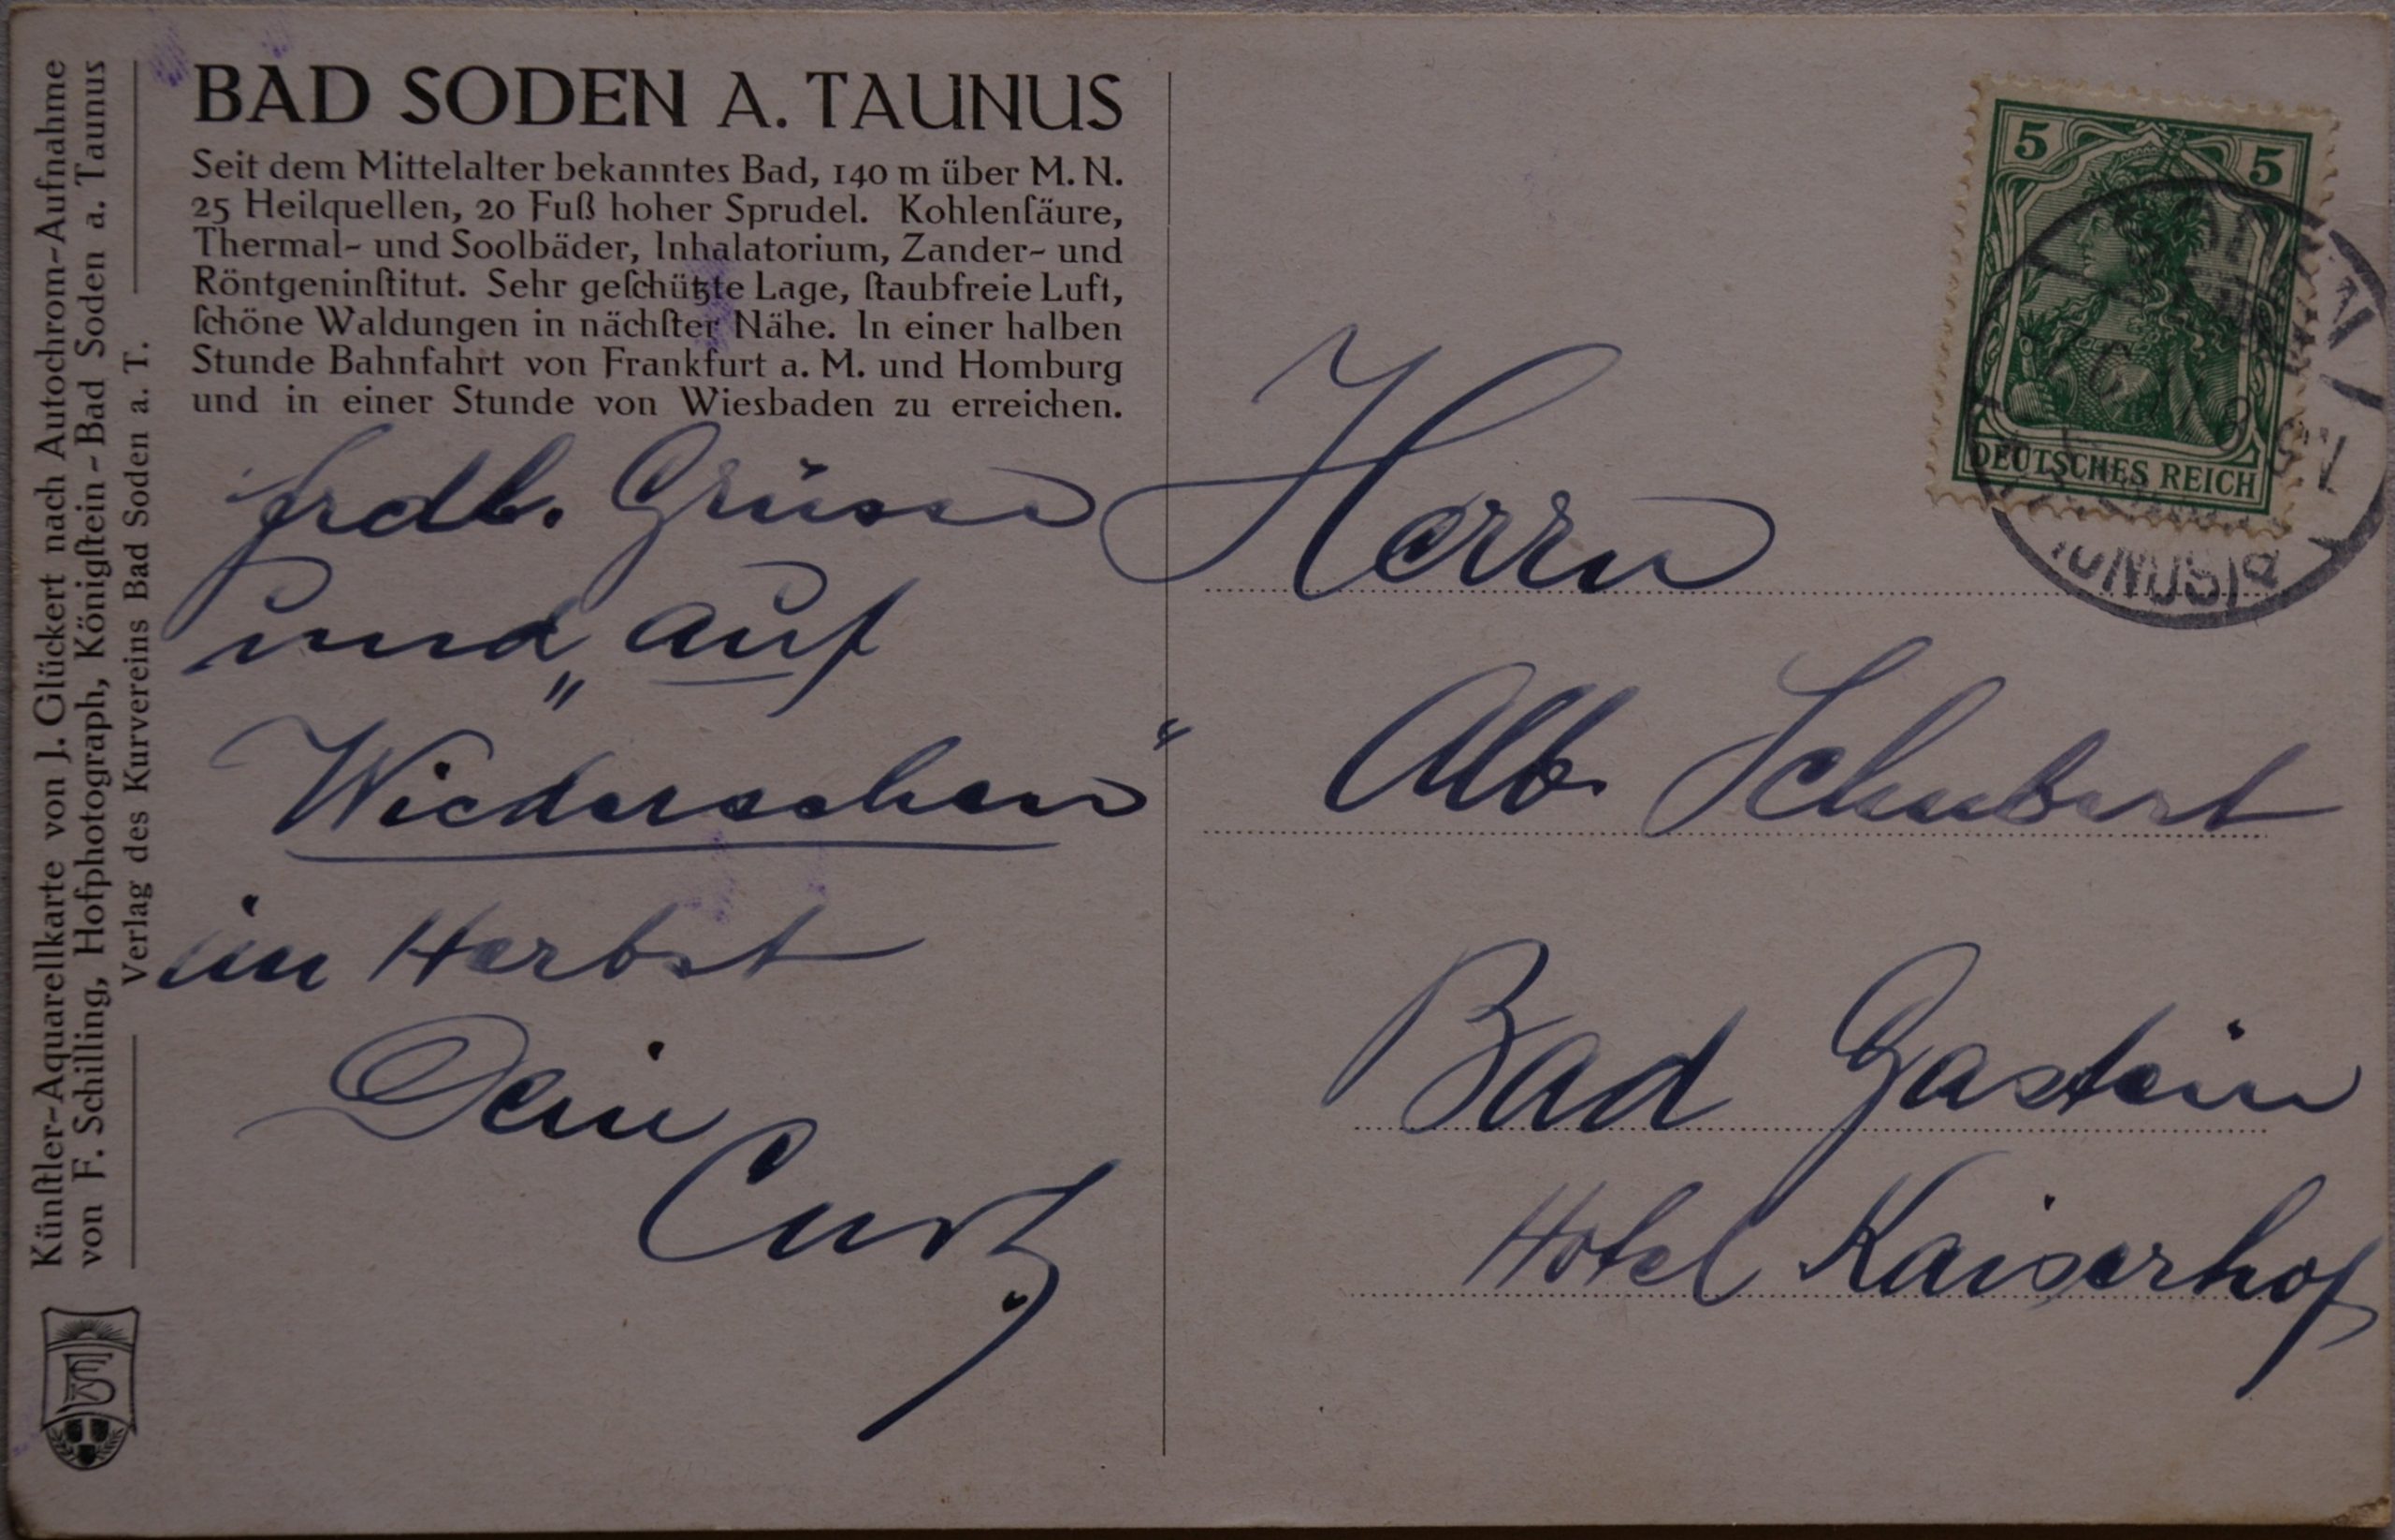 BAD SODEN A. TAUNUS
Seit dem Mittelalter bekanntes Bad, 140 m über M. N.
25 Heilquellen, 20 Fuß hoher Sprudel. Kohlenſäure,
Thermal- und Soolbäder, Inhalatorium, Zander- und
Röntgeninſtitut. Sehr geſchützte Lage, ſtaubfreie Luft,
ſchöne Waldungen in nächſter Nähe. In einer halben
Stunde Bahnfahrt von Frankfurt a. M. und Homburg
und in einer Stunde von Wiesbaden zu erreichen.
frdl. Grüsse
und „auf
Wiedersehen“
im Herbst
Dein
Curt
Herrn
Alb. Schubert
Bad Gastein
Hotel Kaiserhof
5 5
DEUTSCHES REICH
Künſtler-Aquarellkarte von J. Glückert nach Autochrom-Aufnahme
von F. Schilling, Hofphotograph, Königſtein - Bad Soden a. Taunus
Verlag des Kurvereins Bad Soden a. T.